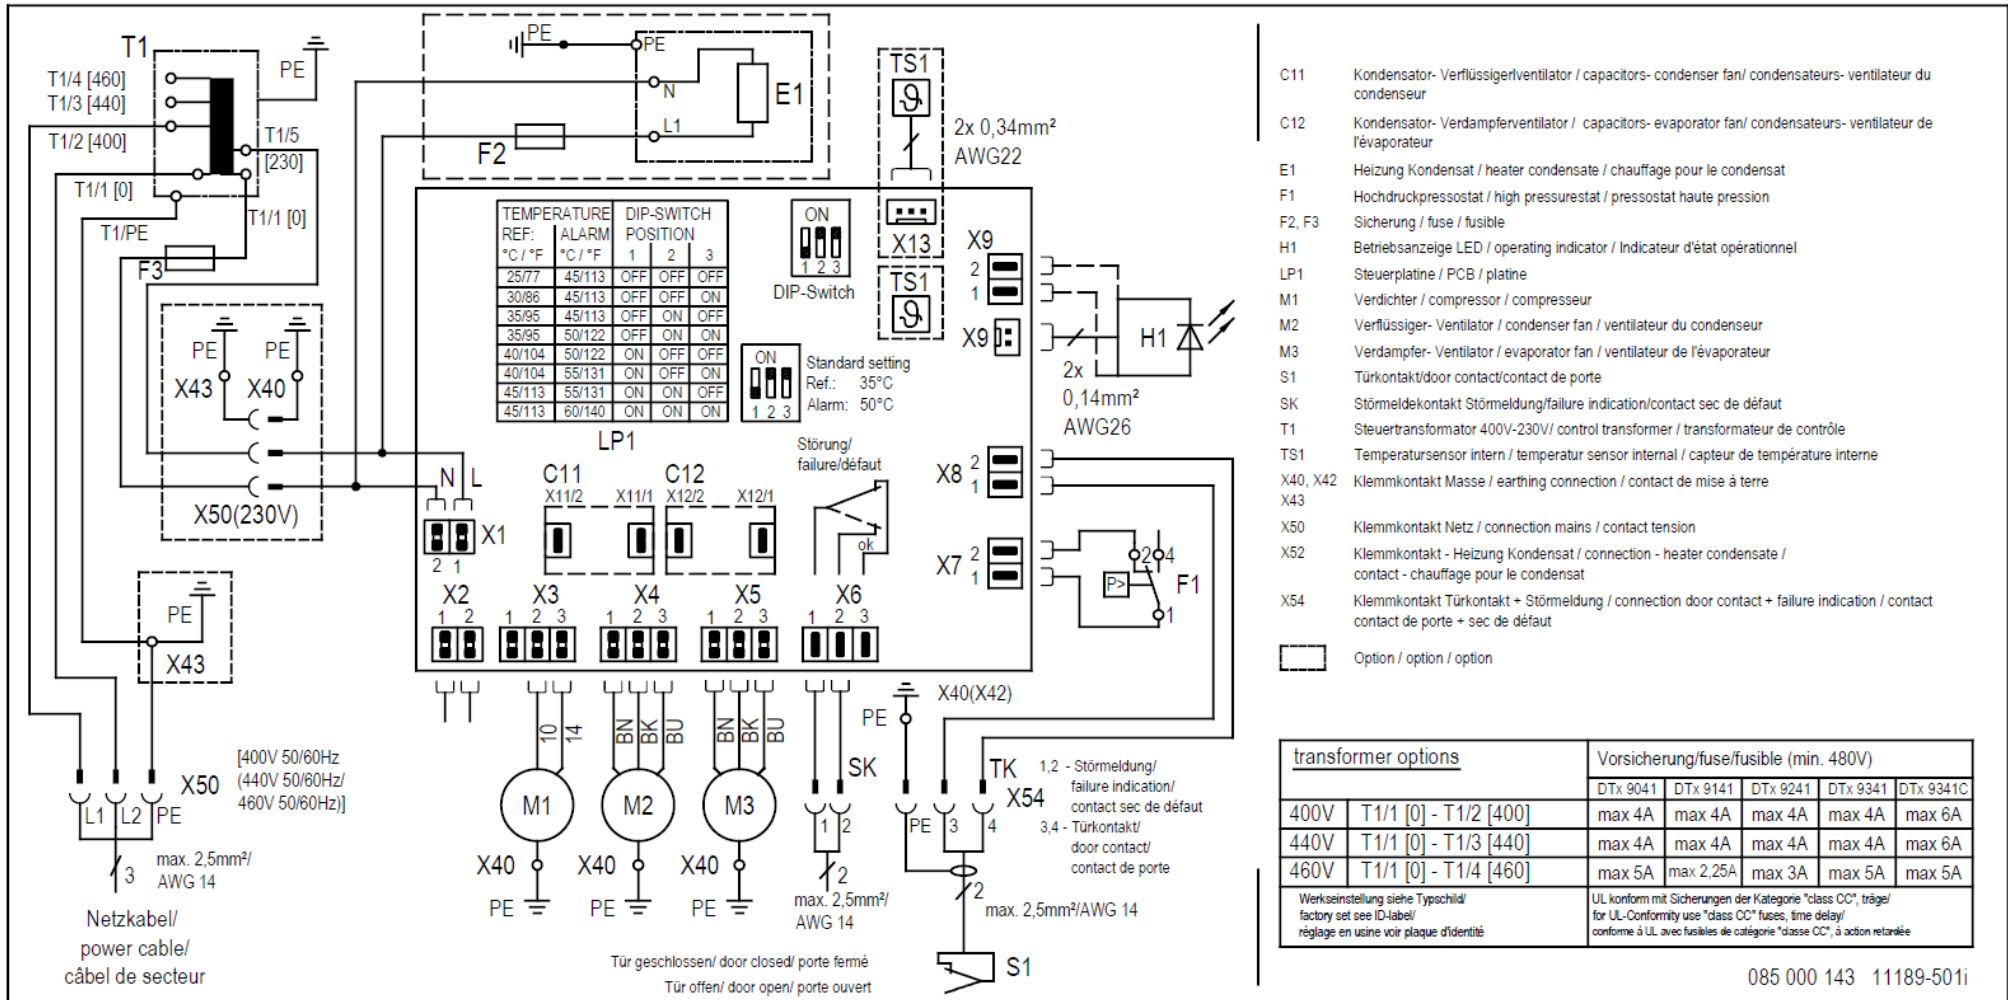 T1
T1/4 [460]
T1/3 [440]
T1/2 [400]
T1/1 [0]
T1/PE
PE
T1/5
[230]
T1/1 [0]
F3
PE
PE
X43
X40
X50(230V)
PE
X43
X50
[400V 50/60Hz
(440V 50/60Hz/
460V 50/60Hz)]
L1
L2
PE
3
max. 2,5mm²/
AWG 14
Netzkabel/
power cable/
câbel de secteur
PE
PE
N
L1
E1
F2
TS1
2x 0,34mm²
AWG22
X13
TS1
TEMPERATURE DIP-SWITCH
REF: ALARM POSITION
°C / °F °C / °F 1 2 3
25/77 45/113 OFF OFF OFF
30/86 45/113 OFF OFF ON
35/95 45/113 OFF ON OFF
35/95 50/122 OFF ON ON
40/104 50/122 ON OFF OFF
40/104 55/131 ON OFF ON
45/113 55/131 ON ON OFF
45/113 60/140 ON ON ON
LP1
ON
1 2 3
DIP-Switch
ON
1 2 3
Standard setting
Ref.: 35°C
Alarm: 50°C
Störung/
failure/défaut
ok
N L
X1
2 1
C11
X11/2 X11/1
C12
X12/2 X12/1
X2
1 2
X3
1 2 3
X4
1 2 3
X5
1 2 3
X6
1 2 3
X9
2
1
X9
H1
2x
0,14mm²
AWG26
X8
2
1
X7
2
1
2 4
P>
F1
1
10
14
BN
BK
BU
BN
BK
BU
M1
M2
M3
X40
X40
X40
PE
PE
PE
SK
1 2
2
max. 2,5mm²/
AWG 14
X40(X42)
PE
TK
X54
PE 3 4
2
max. 2,5mm²/AWG 14
1,2 - Störmeldung/
failure indication/
contact sec de défaut
3,4 - Türkontakt/
door contact/
contact de porte
S1
Tür geschlossen/ door closed/ porte fermé
Tür offen/ door open/ porte ouvert
C11 Kondensator- Verflüssigerlventilator / capacitors- condenser fan/ condensateurs- ventilateur du
condenseur
C12 Kondensator- Verdampferventilator / capacitors- evaporator fan/ condensateurs- ventilateur de
l'évaporateur
E1 Heizung Kondensat / heater condensate / chauffage pour le condensat
F1 Hochdruckpressostat / high pressurestat / pressostat haute pression
F2, F3 Sicherung / fuse / fusible
H1 Betriebsanzeige LED / operating indicator / Indicateur d'état opérationnel
LP1 Steuerplatine / PCB / platine
M1 Verdichter / compressor / compresseur
M2 Verflüssiger- Ventilator / condenser fan / ventilateur du condenseur
M3 Verdampfer- Ventilator / evaporator fan / ventilateur de l'évaporateur
S1 Türkontakt/door contact/contact de porte
SK Störmeldekontakt Störmeldung/failure indication/contact sec de défaut
T1 Steuertransformator 400V-230V/ control transformer / transformateur de contrôle
TS1 Temperatursensor intern / temperatur sensor internal / capteur de température interne
X40, X42 Klemmkontakt Masse / earthing connection / contact de mise à terre
X43
X50 Klemmkontakt Netz / connection mains / contact tension
X52 Klemmkontakt - Heizung Kondensat / connection - heater condensate /
contact - chauffage pour le condensat
X54 Klemmkontakt Türkontakt + Störmeldung / connection door contact + failure indication / contact
contact de porte + sec de défaut
Option / option / option
transformer options Vorsicherung/fuse/fusible (min. 480V)
DTx 9041 DTx 9141 DTx 9241 DTx 9341 DTx 9341C
400V T1/1 [0] - T1/2 [400] max 4A max 4A max 4A max 4A max 6A
440V T1/1 [0] - T1/3 [440] max 4A max 4A max 4A max 4A max 6A
460V T1/1 [0] - T1/4 [460] max 5A max 2,25A max 3A max 5A max 5A
Werkseinstellung siehe Typschild/
factory set see ID-label/
réglage en usine voir plaque d'identité
UL konform mit Sicherungen der Kategorie "class CC", träge/
for UL-Conformity use "class CC" fuses, time delay/
conforme à UL avec fusibles de catégorie "classe CC", à action retardée
085 000 143 11189-501i